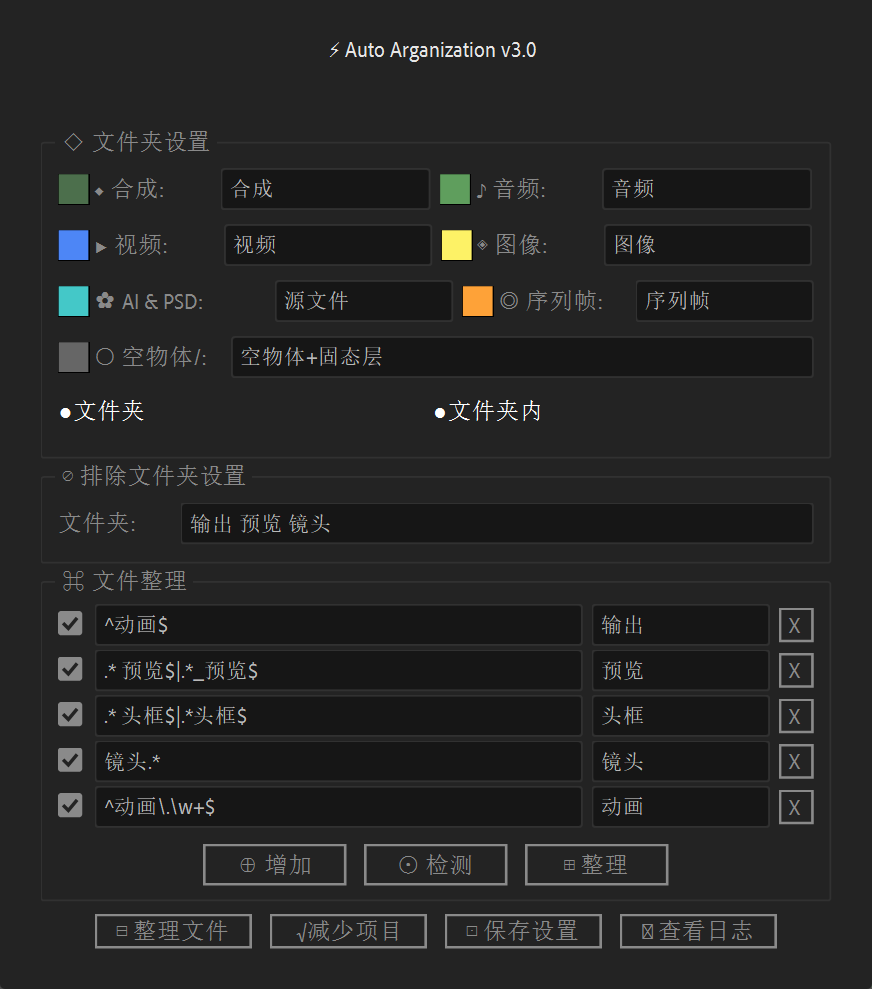 ⚡ Auto Arganization v3.0
◇ 文件夹设置
◆ 合成: 合成 ♪ 音频: 音频
▶ 视频: 视频 ◈ 图像: 图像
✿ AI & PSD: 源文件 ◎ 序列帧: 序列帧
○ 空物体/: 空物体+固态层
●文件夹 ●文件夹内
⊘ 排除文件夹设置
文件夹: 输出 预览 镜头
⌘ 文件整理
^动画$ 输出 X
.* 预览$|.*_预览$ 预览 X
.* 头框$|.*头框$ 头框 X
镜头.* 镜头 X
^动画\.\w+$ 动画 X
⊕ 增加 ⊙ 检测 ⊞ 整理
⊟ 整理文件 √减少项目 ⊡ 保存设置 查看日志